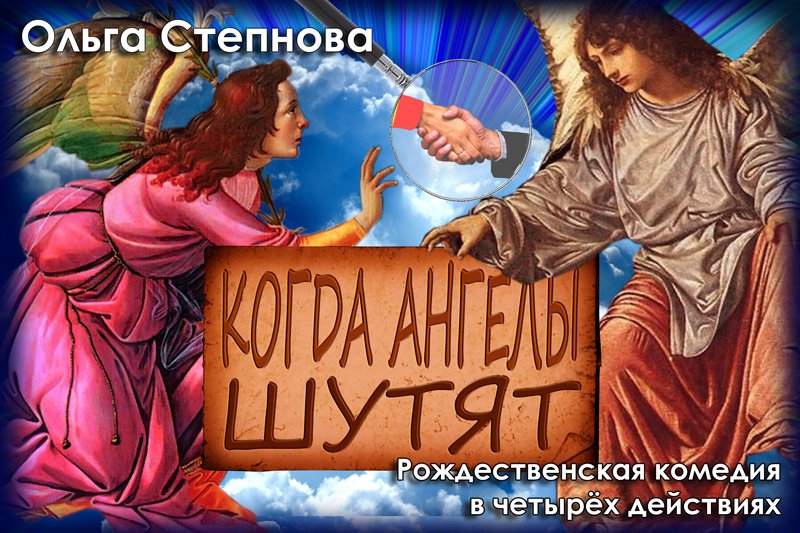 Ольга Степнова
КОГДА АНГЕЛЫ
ШУТЯТ
Рождественская комедия
в четырёх действиях